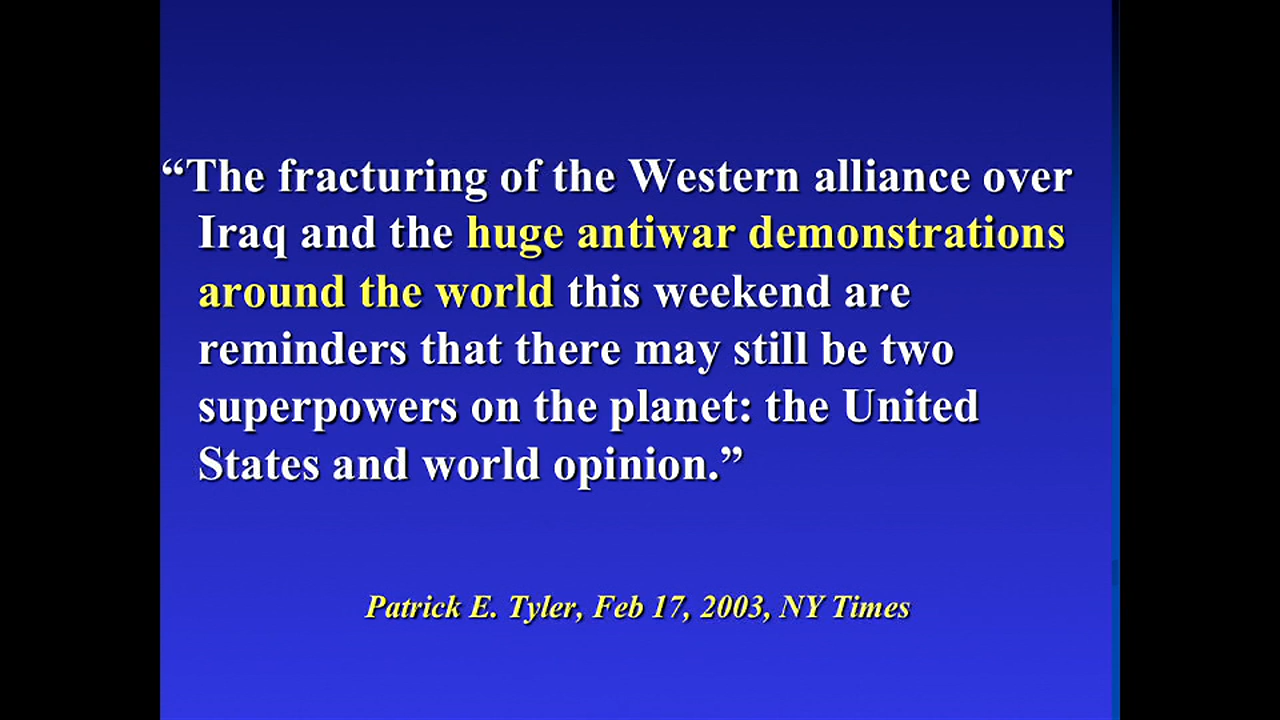 “The fracturing of the Western alliance over
Iraq and the huge antiwar demonstrations
around the world this weekend are
reminders that there may still be two
superpowers on the planet: the United
States and world opinion.”
Patrick E. Tyler, Feb 17, 2003, NY Times